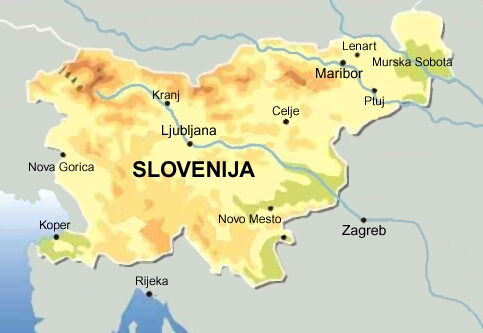 Lenart
Murska Sobota
Maribor
Kranj
Ptuj
Celje
Ljubljana
Nova Gorica
SLOVENIJA
Novo Mesto
Koper
Zagreb
Rijeka